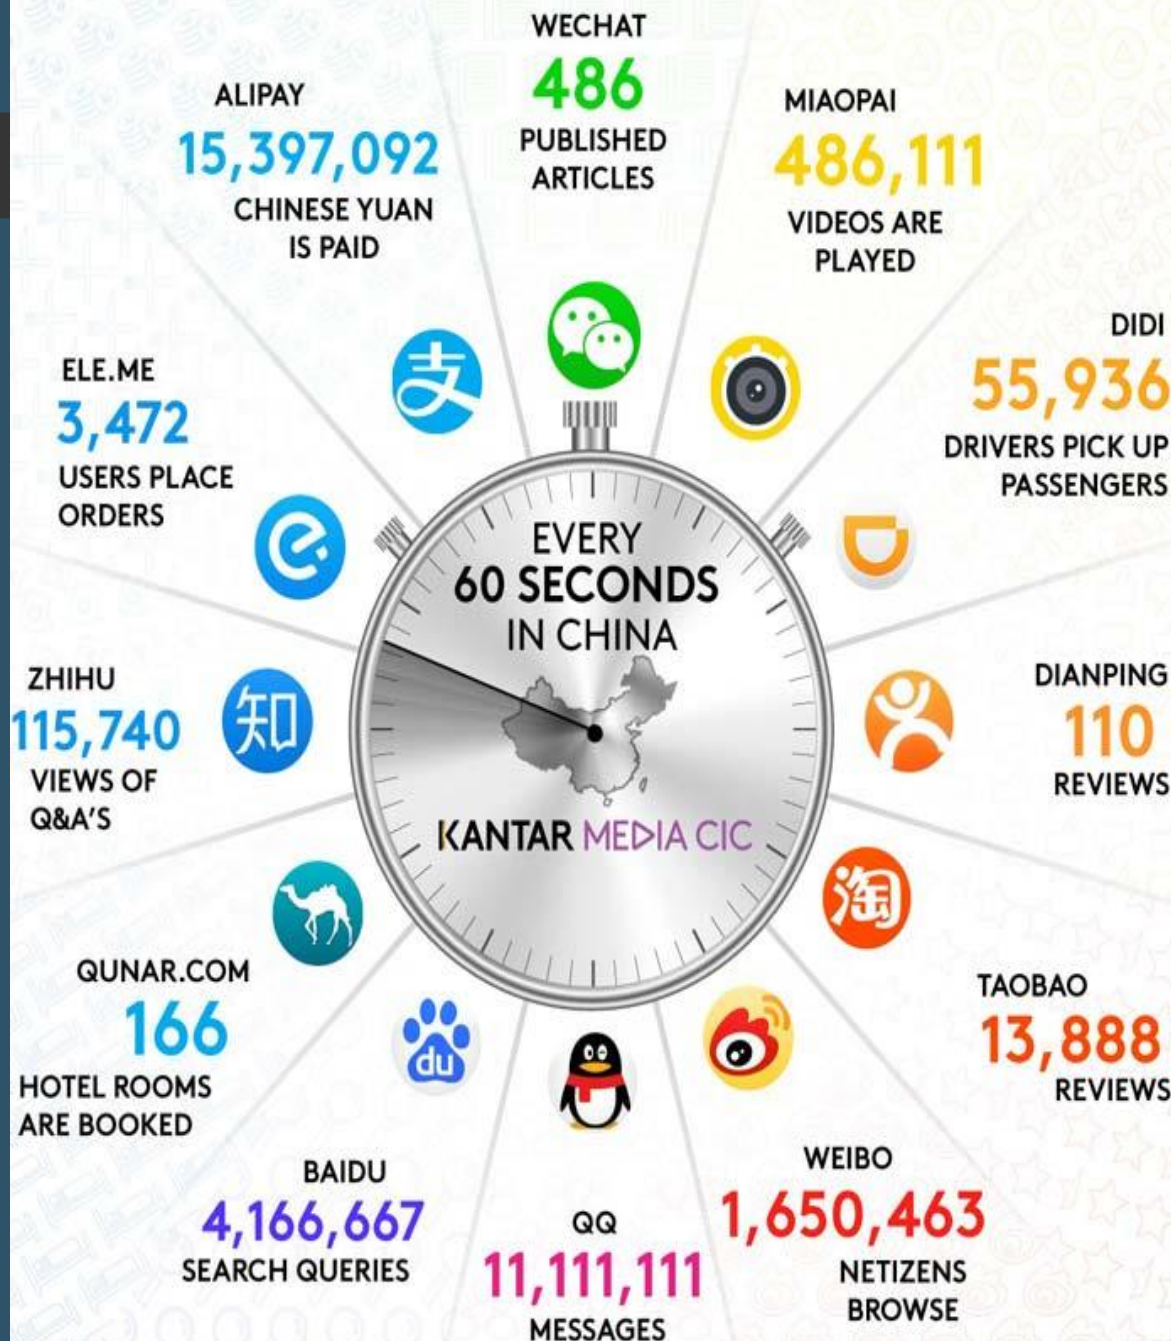 WECHAT
486
PUBLISHED
ARTICLES
MIAOPAI
486,111
VIDEOS ARE
PLAYED
DIDI
55,936
DRIVERS PICK UP
PASSENGERS
DIANPING
110
REVIEWS
淘
TAOBAO
13,888
REVIEWS
WEIBO
1,650,463
NETIZENS
BROWSE
QQ
11,111,111
MESSAGES
du
BAIDU
4,166,667
SEARCH QUERIES
QUNAR.COM
166
HOTEL ROOMS
ARE BOOKED
ZHIHU
知
115,740
VIEWS OF
Q&A'S
ELE.ME
3,472
USERS PLACE
ORDERS
e
ALIPAY
15,397,092
CHINESE YUAN
IS PAID
支
EVERY
60 SECONDS
IN CHINA
KANTAR MEDIA CIC